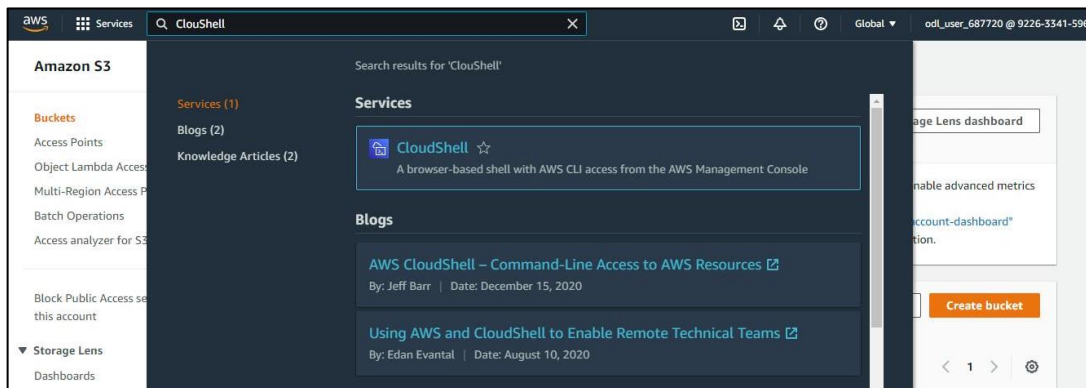 aws
Services
ClouShell
Global
odl_user_687720 @ 9226-3341-596
Amazon S3
Buckets
Access Points
Object Lambda Access
Multi-Region Access P
Batch Operations
Access analyzer for S3
Block Public Access se
this account
Storage Lens
Dashboards
Search results for 'ClouShell'
Services (1)
Blogs (2)
Knowledge Articles (2)
Services
CloudShell
A browser-based shell with AWS CLI access from the AWS Management Console
Blogs
AWS CloudShell – Command-Line Access to AWS Resources
By: Jeff Barr | Date: December 15, 2020
Using AWS and CloudShell to Enable Remote Technical Teams
By: Edan Evantal | Date: August 10, 2020
age Lens dashboard
nable advanced metrics
account-dashboard"
tion.
Create bucket
1